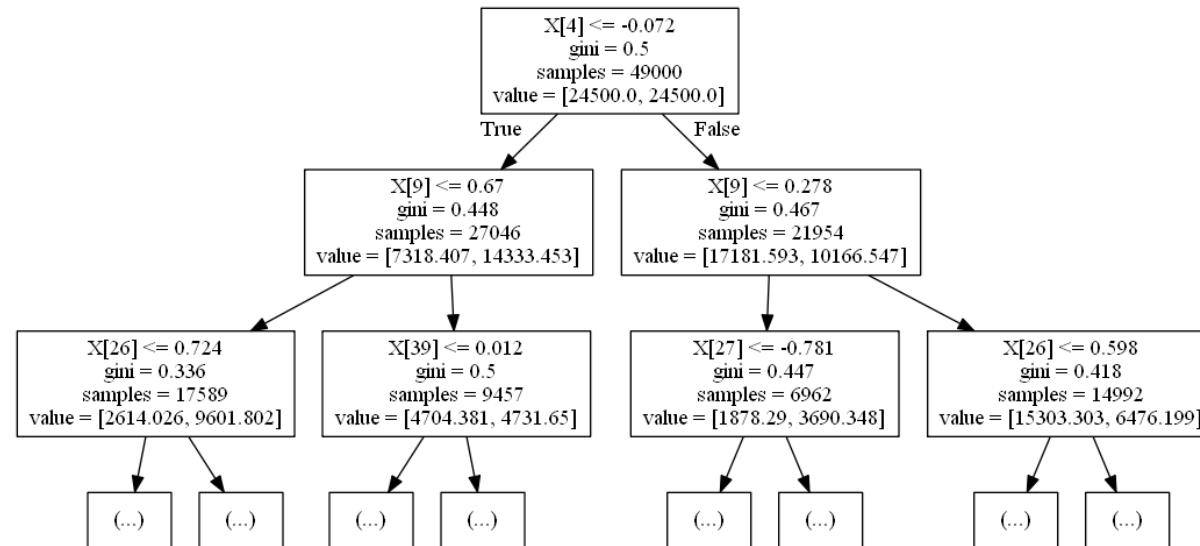 X[4] <= -0.072
gini = 0.5
samples = 49000
value = [24500.0, 24500.0]
True
False
X[9] <= 0.67
gini = 0.448
samples = 27046
value = [7318.407, 14333.453]
X[9] <= 0.278
gini = 0.467
samples = 21954
value = [17181.593, 10166.547]
X[26] <= 0.724
gini = 0.336
samples = 17589
value = [2614.026, 9601.802]
X[39] <= 0.012
gini = 0.5
samples = 9457
value = [4704.381, 4731.65]
X[27] <= -0.781
gini = 0.447
samples = 6962
value = [1878.29, 3690.348]
X[26] <= 0.598
gini = 0.418
samples = 14992
value = [15303.303, 6476.199]
(...)
(...)
(...)
(...)
(...)
(...)
(...)
(...)